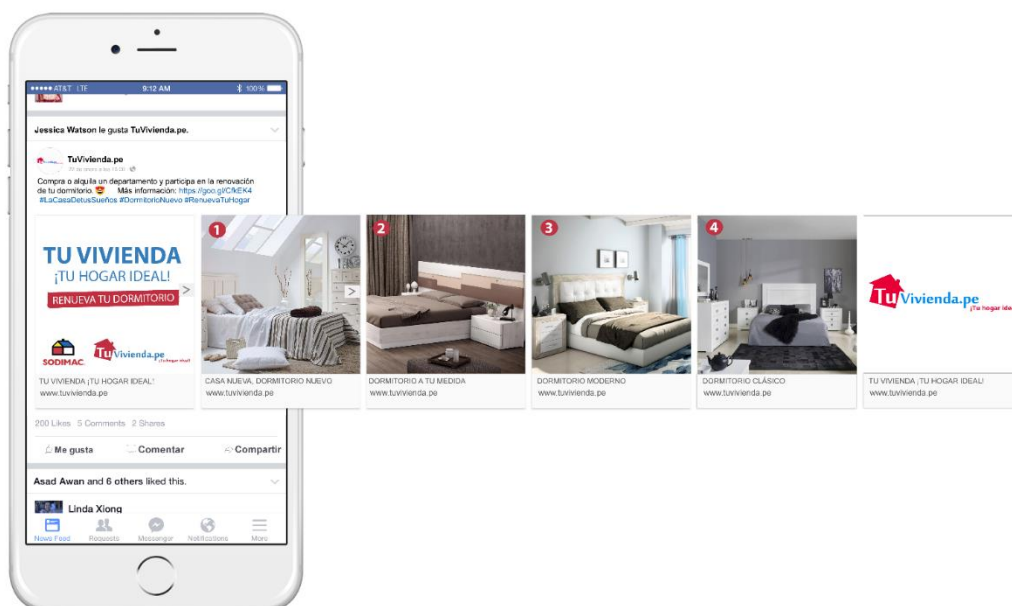 AT&T LTE 9:12 AM 100%
Jessica Watson le gusta TuVivienda.pe.
TuVivienda.pe
Compra o alquila un departamento y participa en la renovación
de tu dormitorio. Más información: https://goo.gl/CfkEK4
#LaCasaDetusSueños #DormitorioNuevo #RenuevaTuHogar
TU VIVIENDA
¡TU HOGAR IDEAL!
RENUEVA TU DORMITORIO
SODIMAC
TuVivienda.pe
¡Tu hogar ideal!
TU VIVIENDA ¡TU HOGAR IDEAL!
www.tuvivienda.pe
1
CASA NUEVA, DORMITORIO NUEVO
www.tuvivienda.pe
2
DORMITORIO A TU MEDIDA
www.tuvivienda.pe
3
DORMITORIO MODERNO
www.tuvivienda.pe
4
DORMITORIO CLÁSICO
www.tuvivienda.pe
TuVivienda.pe
¡Tu hogar ide
TU VIVIENDA ¡TU HOGAR IDEAL!
www.tuvivienda.pe
200 Likes 5 Comments 2 Shares
Me gusta Comentar Compartir
Asad Awan and 6 others liked this.
Linda Xiong
News Feed Requests Messenger Notifications More